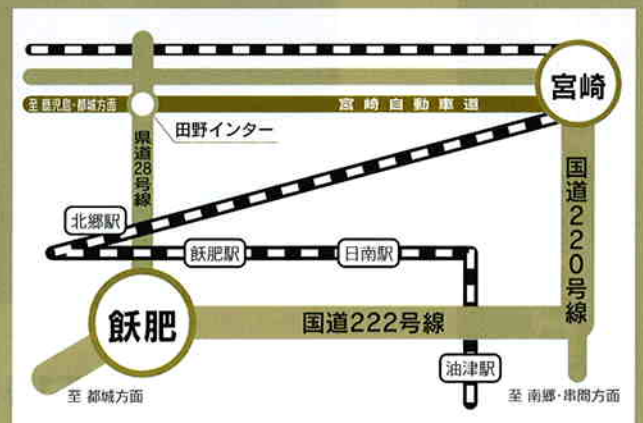 宮崎
至 鹿児島・都城方面
宮崎自動車道
田野インター
県道28号線
国道220号線
北郷駅
飫肥駅
日南駅
飫肥
国道222号線
油津駅
至 都城方面
至 南郷・串間方面